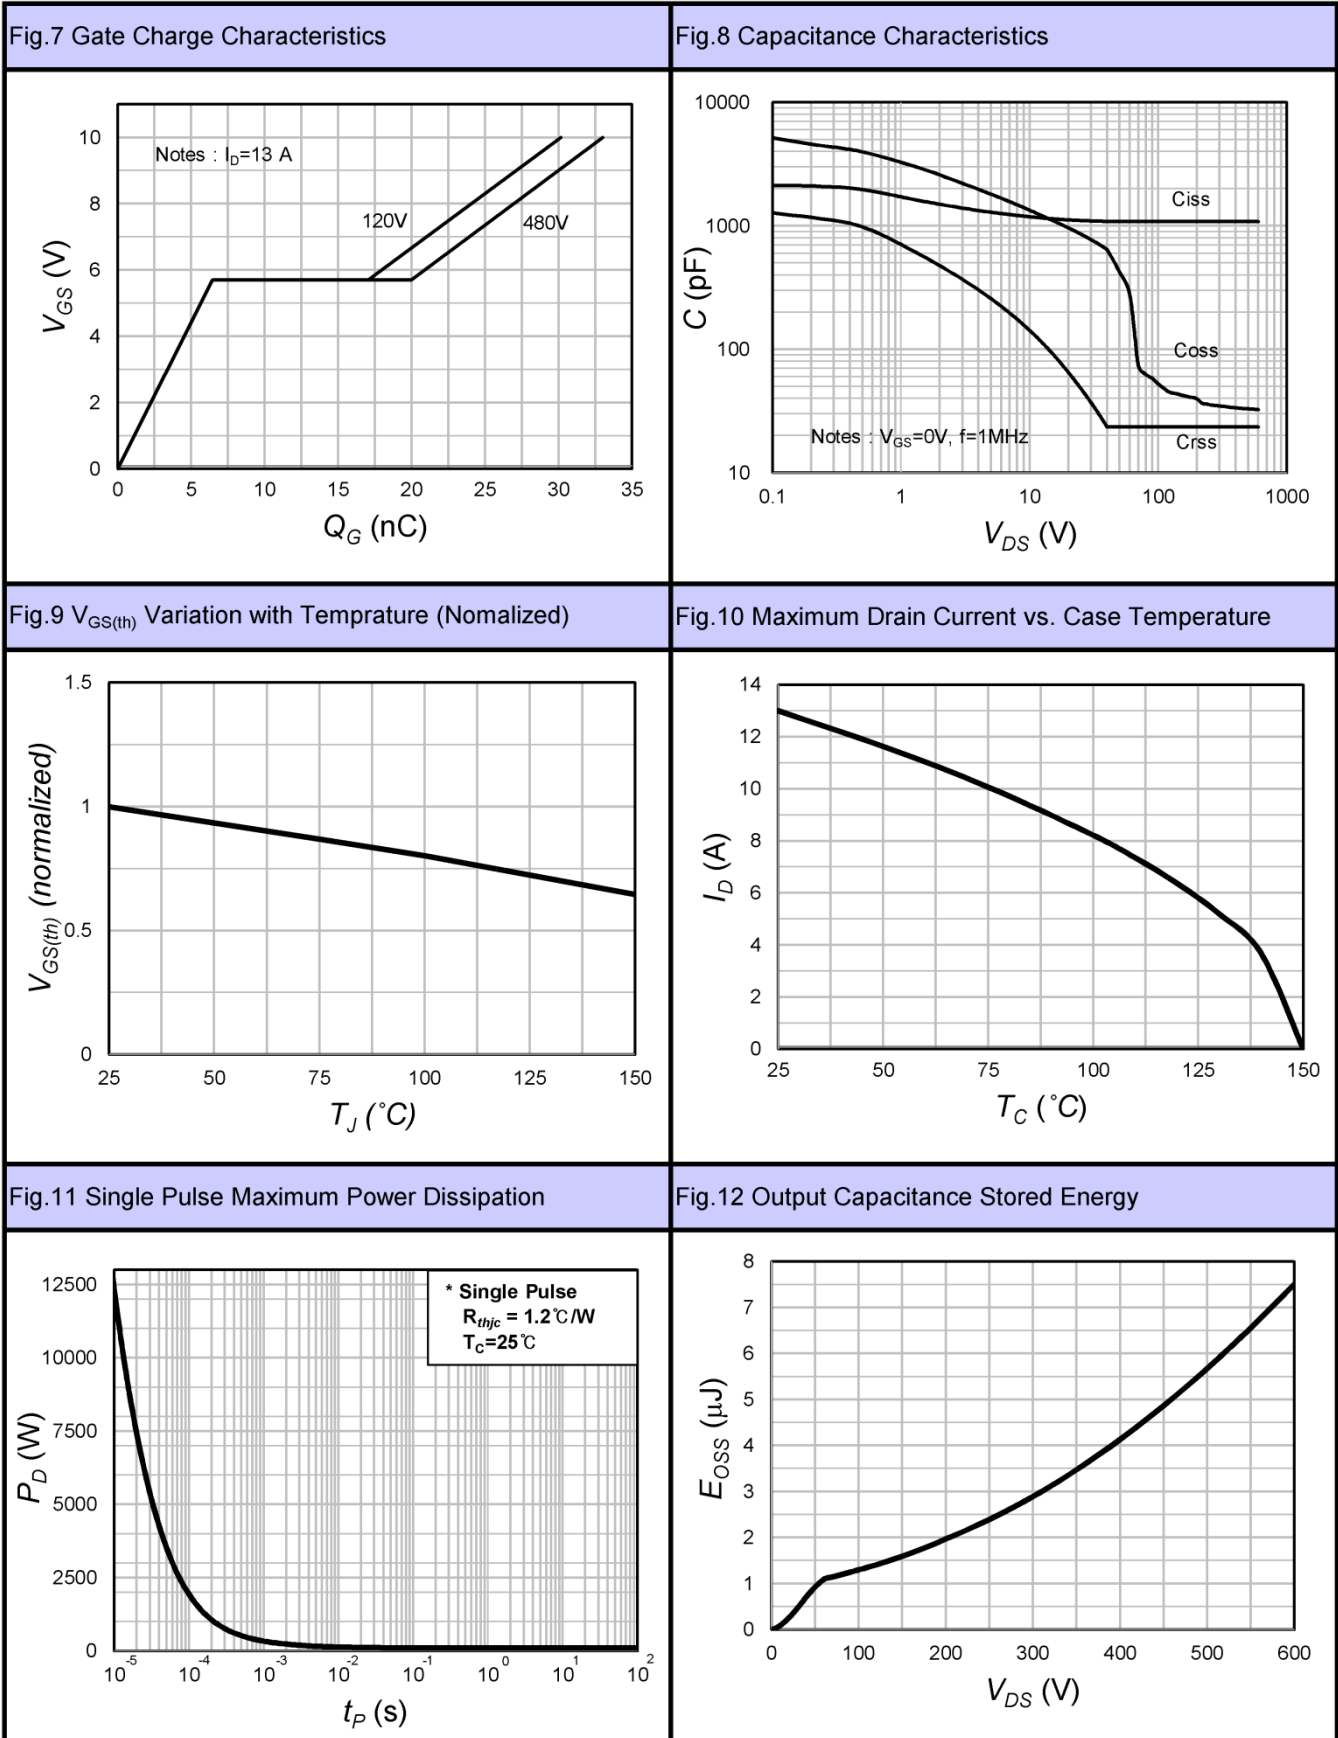 Fig.7 Gate Charge Characteristics
Notes : ID=13 A
120V
480V
10
8
6
4
2
0
0 5 10 15 20 25 30 35
VGS (V)
QG (nC)
Fig.8 Capacitance Characteristics
10000
1000
100
10
Ciss
Coss
Crss
Notes : VGS=0V, f=1MHz
0.1 1 10 100 1000
C (pF)
VDS (V)
Fig.9 VGS(th) Variation with Temprature (Nomalized)
1.5
1
0.5
0
25 50 75 100 125 150
VGS(th) (normalized)
TJ (˚C)
Fig.10 Maximum Drain Current vs. Case Temperature
14
12
10
8
6
4
2
0
25 50 75 100 125 150
ID (A)
TC (˚C)
Fig.11 Single Pulse Maximum Power Dissipation
* Single Pulse
Rthjc = 1.2℃/W
TC=25℃
12500
10000
7500
5000
2500
0
10-5 10-4 10-3 10-2 10-1 100 101 102
PD (W)
tP (s)
Fig.12 Output Capacitance Stored Energy
8
7
6
5
4
3
2
1
0
0 100 200 300 400 500 600
EOSS (μJ)
VDS (V)